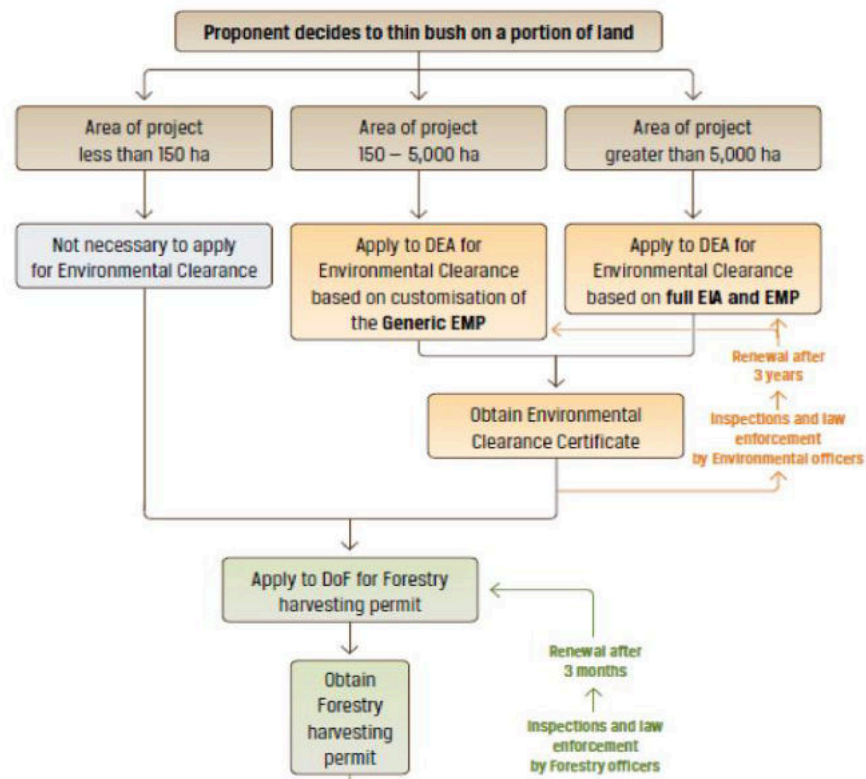 Proponent decides to thin bush on a portion of land
Area of project
less than 150 ha
Area of project
150 – 5,000 ha
Area of project
greater than 5,000 ha
Not necessary to apply
for Environmental Clearance
Apply to DEA for
Environmental Clearance
based on customisation of
the Generic EMP
Apply to DEA for
Environmental Clearance
based on full EIA and EMP
Renewal after
3 years
Inspections and law
enforcement
by Environmental officers
Obtain Environmental
Clearance Certificate
Apply to DoF for Forestry
harvesting permit
Renewal after
3 months
Inspections and law
enforcement
by Forestry officers
Obtain
Forestry
harvesting
permit